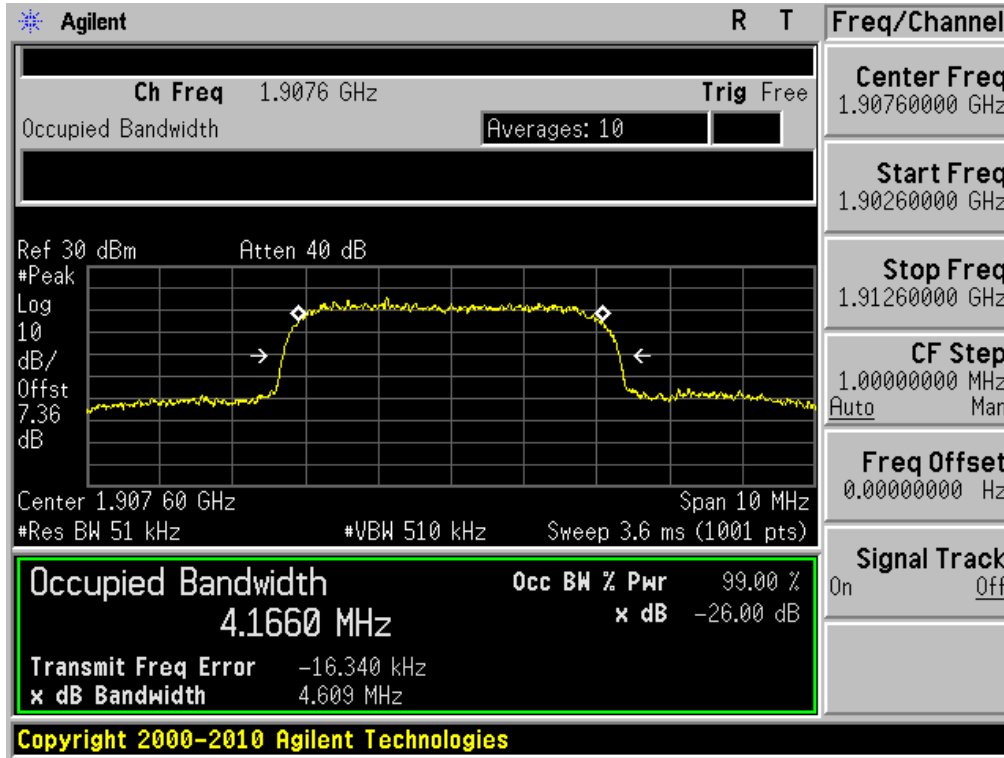 Agilent R T
Ch Freq 1.9076 GHz Trig Free
Occupied Bandwidth Averages: 10
Ref 30 dBm Atten 40 dB
#Peak
Log
10
dB/
Offst
7.36
dB
Center 1.907 60 GHz Span 10 MHz
#Res BW 51 kHz #VBW 510 kHz Sweep 3.6 ms (1001 pts)
Occupied Bandwidth Occ BW % Pwr 99.00 %
4.1660 MHz x dB -26.00 dB
Transmit Freq Error -16.340 kHz
x dB Bandwidth 4.609 MHz
Copyright 2000-2010 Agilent Technologies
Freq/Channel
Center Freq
1.90760000 GHz
Start Freq
1.90260000 GHz
Stop Freq
1.91260000 GHz
CF Step
1.00000000 MHz
Auto Man
Freq Offset
0.00000000 Hz
Signal Track
On Off